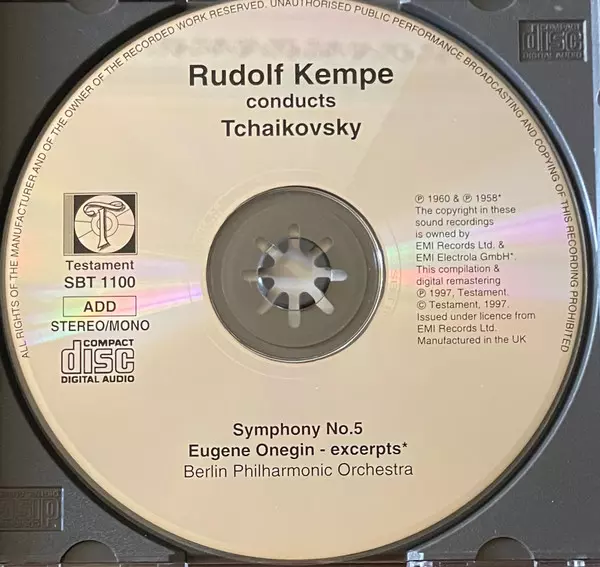 Rudolf Kempe
conducts
Tchaikovsky
Testament
SBT 1100
ADD
STEREO/MONO
COMPACT
disc
DIGITAL AUDIO
℗ 1960 & ℗ 1958*
The copyright in these
sound recordings
is owned by
EMI Records Ltd. &
EMI Electrola GmbH*.
This compilation &
digital remastering
℗ 1997, Testament.
© Testament, 1997.
Issued under licence from
EMI Records Ltd.
Manufactured in the UK
Symphony No.5
Eugene Onegin - excerpts*
Berlin Philharmonic Orchestra
ALL RIGHTS OF THE MANUFACTURER AND OF THE OWNER OF THE RECORDED WORK RESERVED. UNAUTHORISED PUBLIC PERFORMANCE BROADCASTING AND COPYING OF THIS RECORDING PROHIBITED
disc
DIGITAL AUDIO